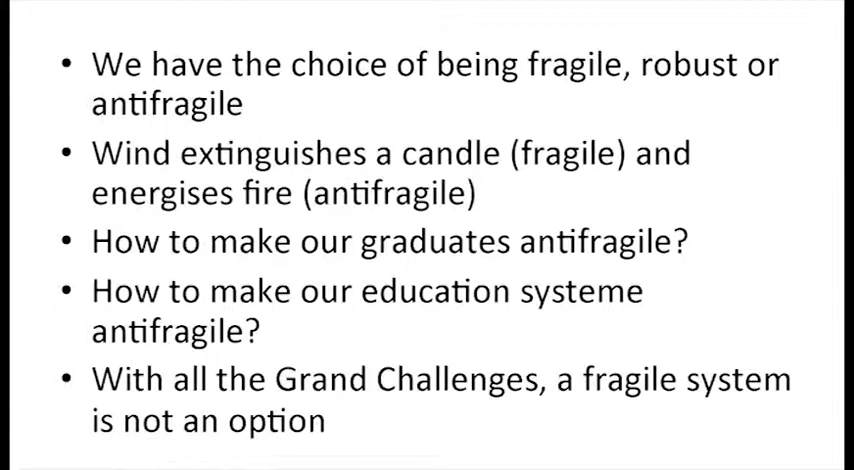 • We have the choice of being fragile, robust or
antifragile
• Wind extinguishes a candle (fragile) and
energises fire (antifragile)
• How to make our graduates antifragile?
• How to make our education systeme
antifragile?
• With all the Grand Challenges, a fragile system
is not an option